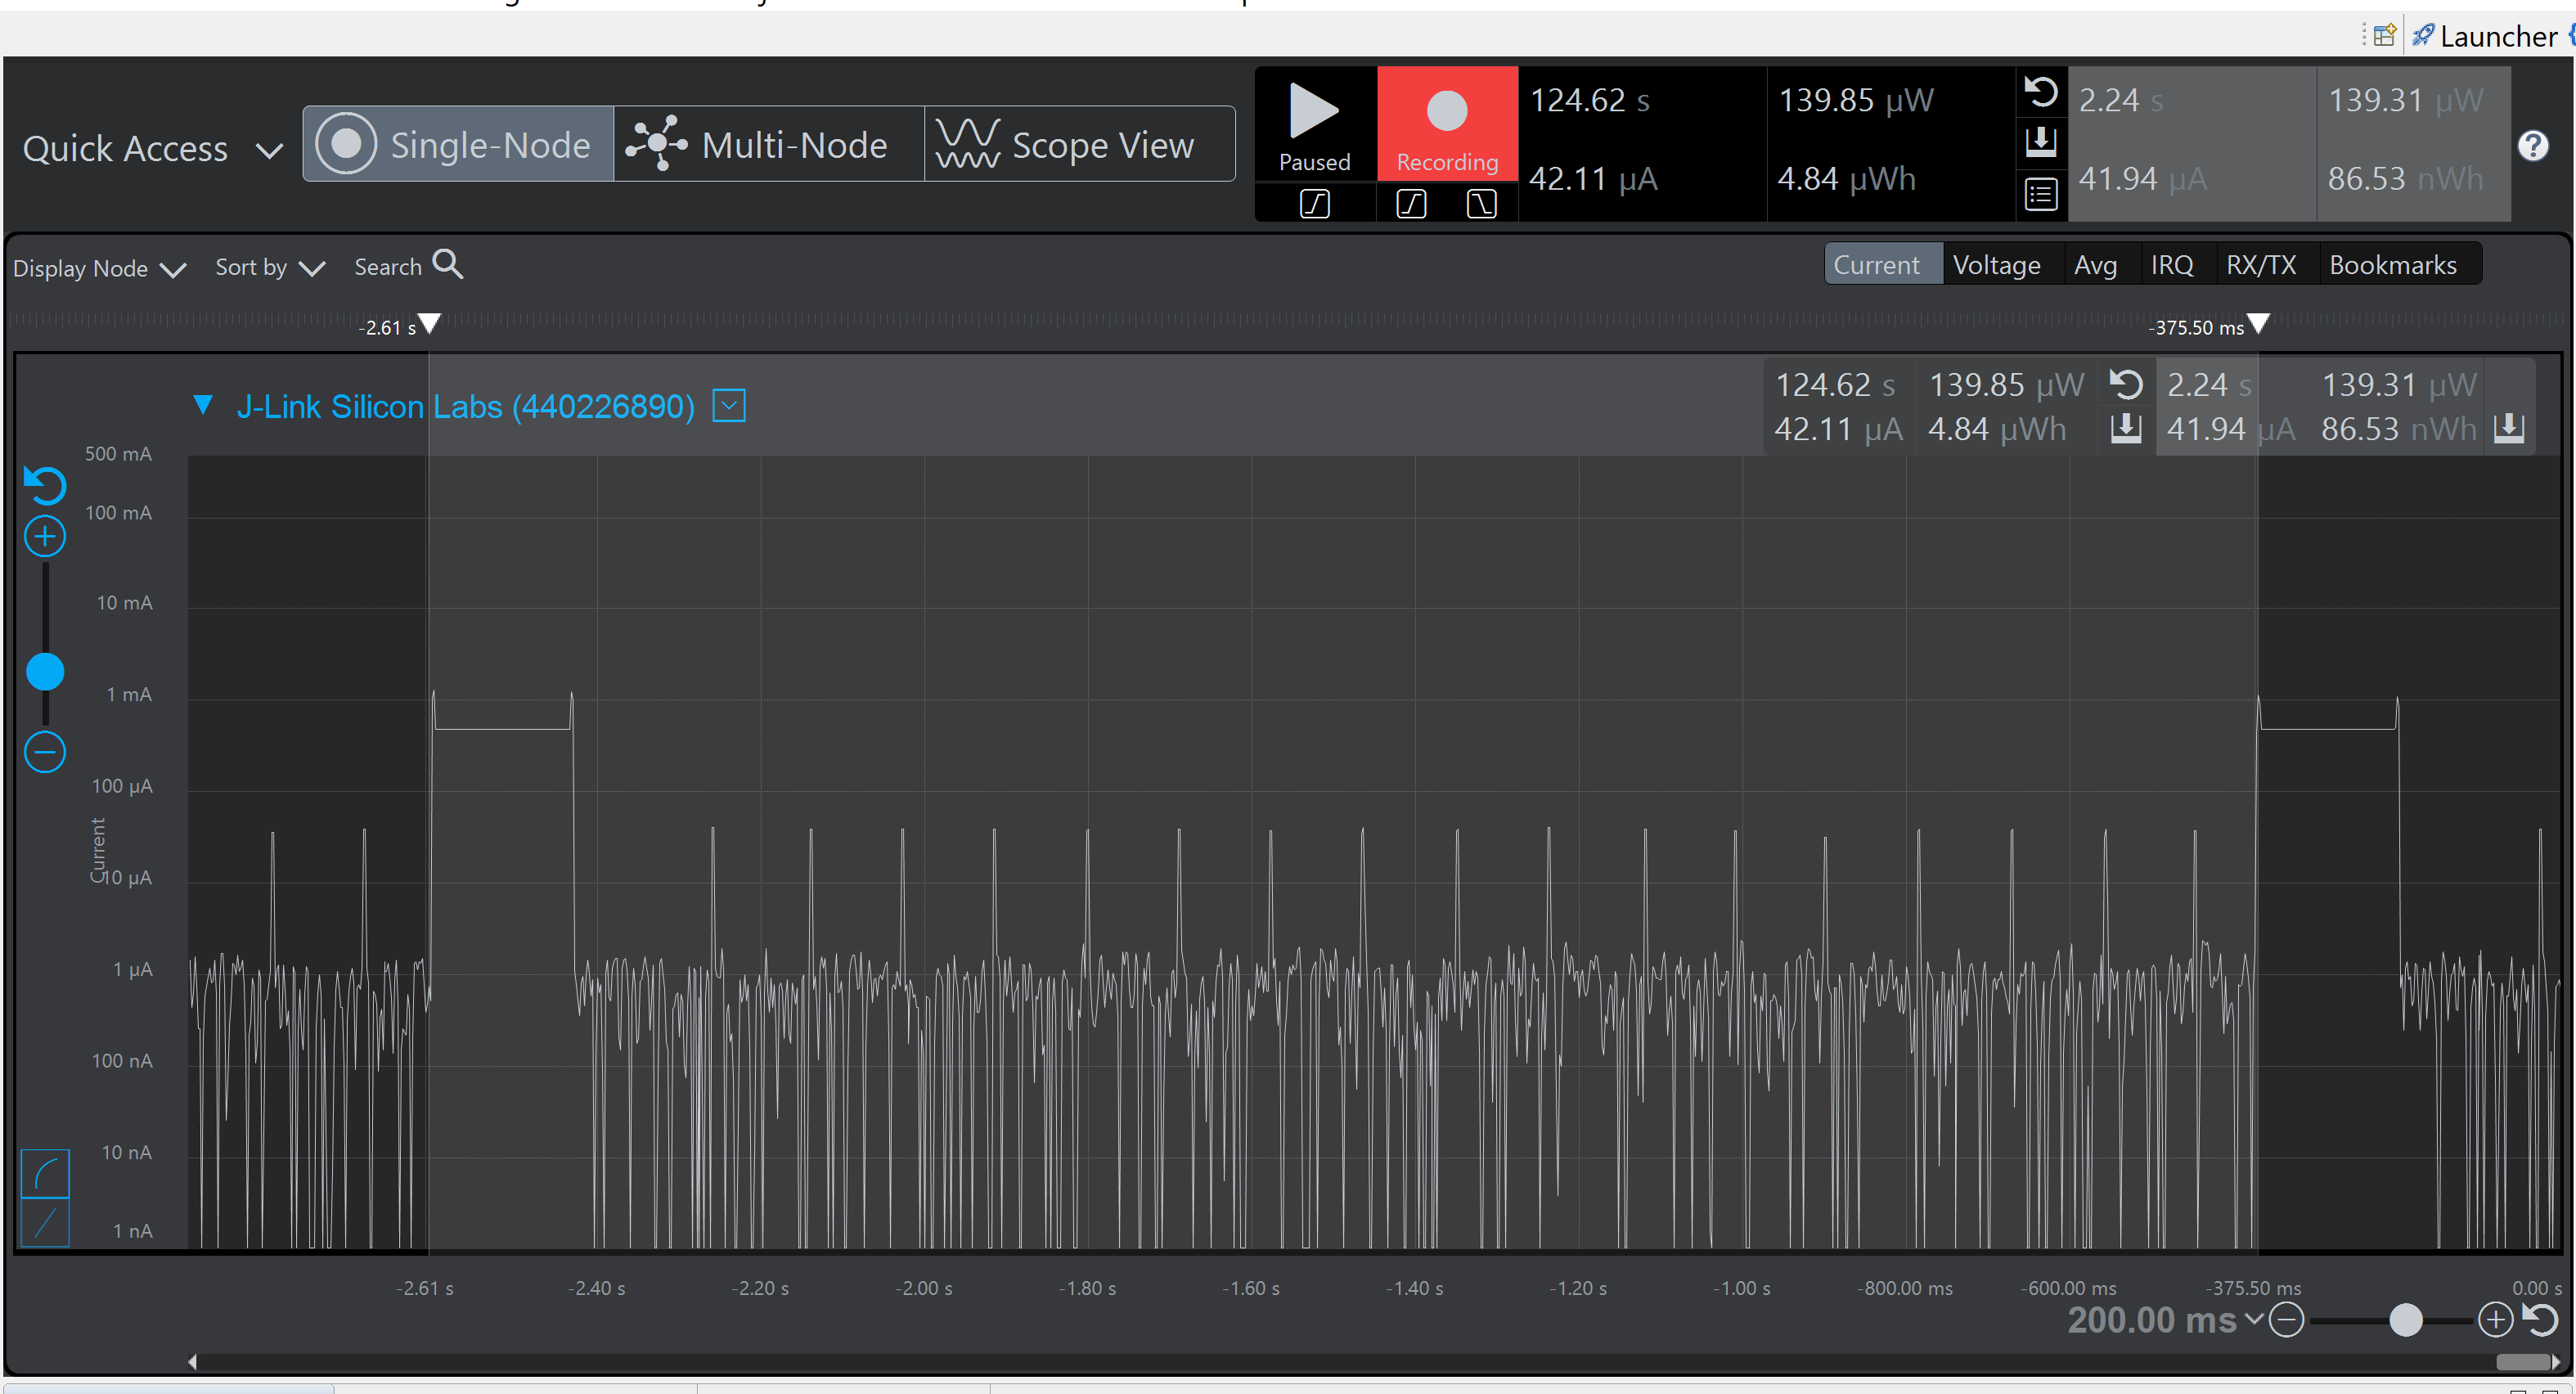 Launcher
Quick Access
Single-Node
Multi-Node
Scope View
Paused
Recording
124.62 s
139.85 µW
42.11 µA
4.84 µWh
2.24 s
139.31 µW
41.94 µA
86.53 nWh
?
Display Node
Sort by
Search
Current
Voltage
Avg
IRQ
RX/TX
Bookmarks
-2.61 s
-375.50 ms
J-Link Silicon Labs (440226890)
124.62 s
139.85 µW
42.11 µA
4.84 µWh
2.24 s
139.31 µW
41.94 µA
86.53 nWh
500 mA
100 mA
10 mA
1 mA
100 µA
10 µA
1 µA
100 nA
10 nA
1 nA
Current
-2.61 s
-2.40 s
-2.20 s
-2.00 s
-1.80 s
-1.60 s
-1.40 s
-1.20 s
-1.00 s
-800.00 ms
-600.00 ms
-375.50 ms
0.00 s
200.00 ms